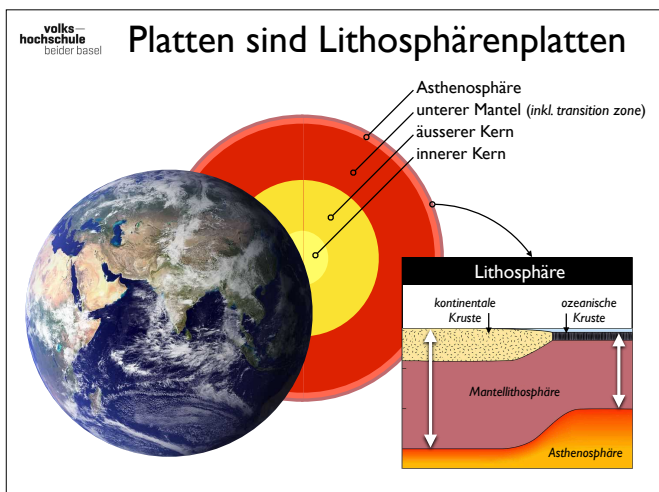 volks—
hochschule
beider basel
Platten sind Lithosphärenplatten
Asthenosphäre
unterer Mantel (inkl. transition zone)
äusserer Kern
innerer Kern
Lithosphäre
kontinentale
Kruste
ozeanische
Kruste
Mantellithosphäre
Asthenosphäre